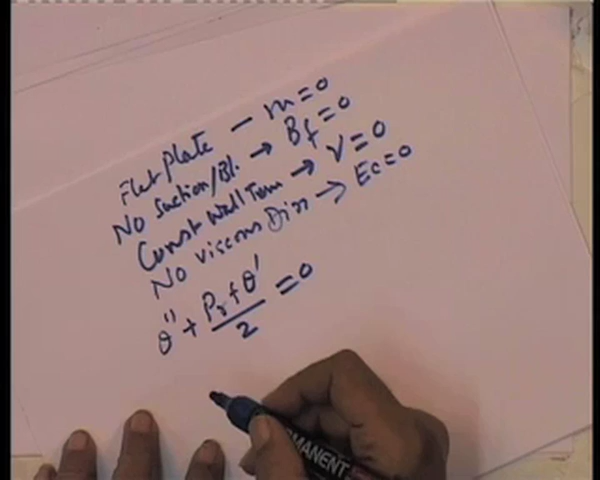 Flat Plate — m = 0
No Suction/Bl. → Bf = 0
Const Wall Tem → γ = 0
No viscous Diss → Ec = 0
θ'' + Pr f θ' / 2 = 0
PERMANENT